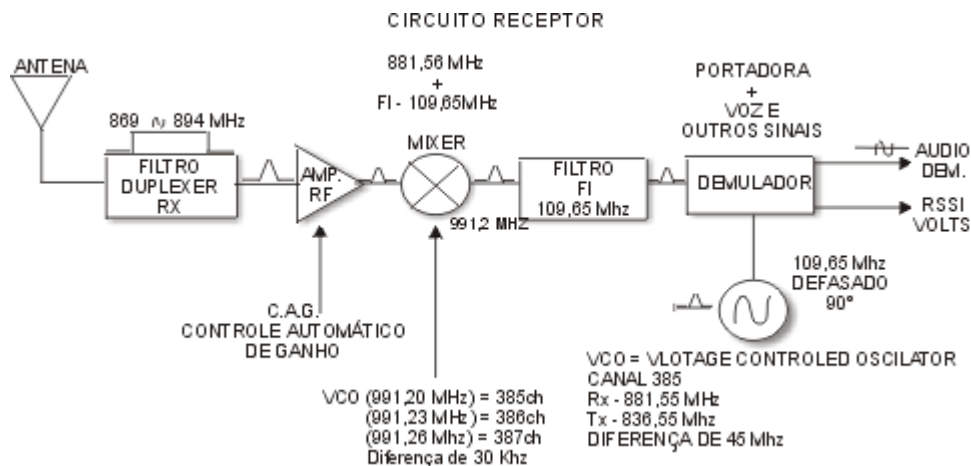 CIRCUITO RECEPTOR
ANTENA
869 ∿ 894 MHz
FILTRO
DUPLEXER
RX
AMP.
RF
C.A.G.
CONTROLE AUTOMÁTICO
DE GANHO
881,56 MHz
+
FI - 109,65MHz
MIXER
991,2 MHZ
VCO (991,20 MHz) = 385ch
(991,23 MHz) = 386ch
(991,26 Mhz) = 387ch
Diferença de 30 Khz
FILTRO
FI
109,65 Mhz
PORTADORA
+
VOZ E
OUTROS SINAIS
DEMULADOR
AUDIO
DEM.
RSSI
VOLTS
109,65 Mhz
DEFASADO
90°
VCO = VLOTAGE CONTROLED OSCILATOR
CANAL 385
Rx - 881,55 MHz
Tx - 836,55 Mhz
DIFERENÇA DE 45 Mhz